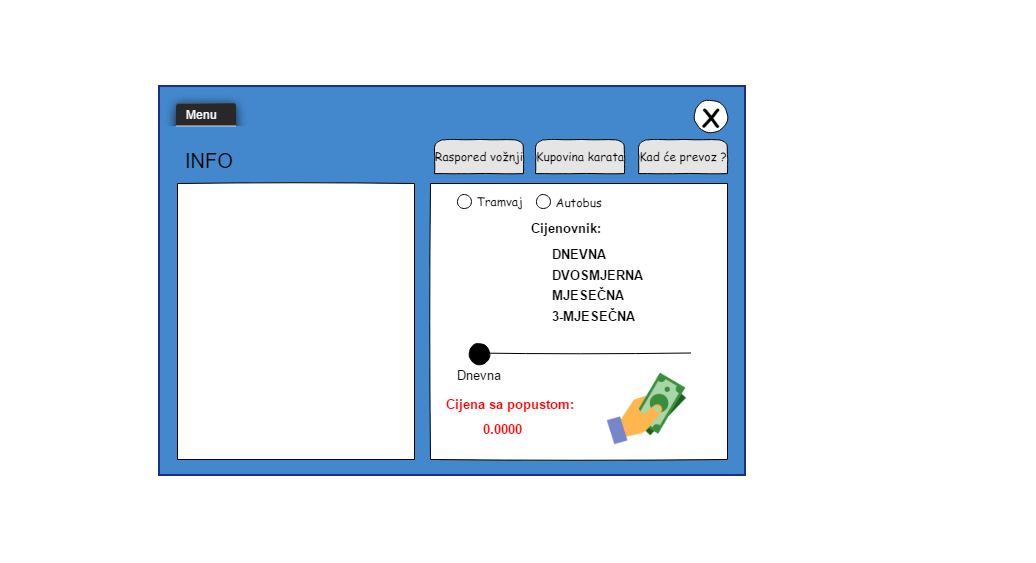 Menu
X
INFO
Raspored vožnji
Kupovina karata
Kad će prevoz ?
Tramvaj
Autobus
Cijenovnik:
DNEVNA
DVOSMJERNA
MJESEČNA
3-MJESEČNA
Dnevna
Cijena sa popustom:
0.0000